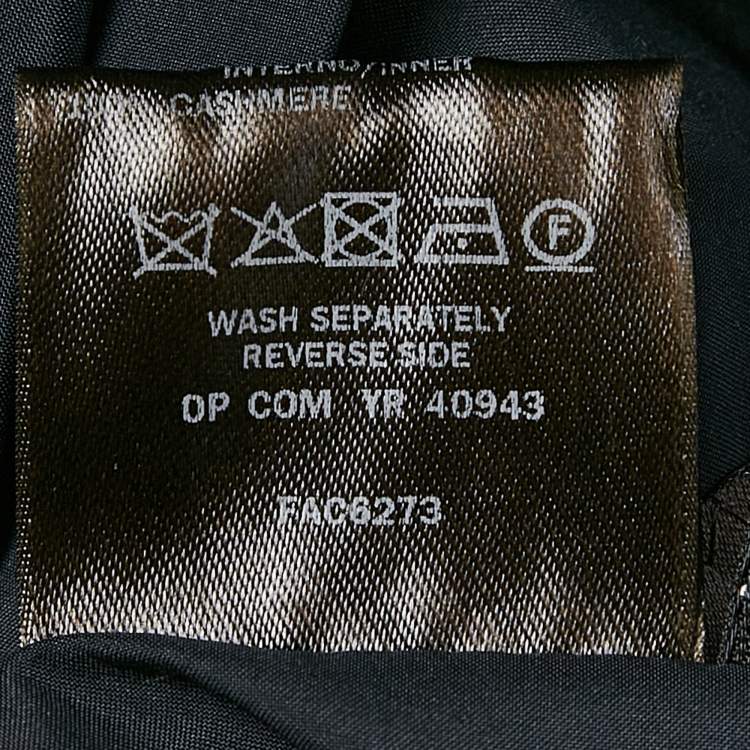 INTERNO/INNER
CASHMERE
F
WASH SEPARATELY
REVERSE SIDE
OP COM YR 40943
FAC6273